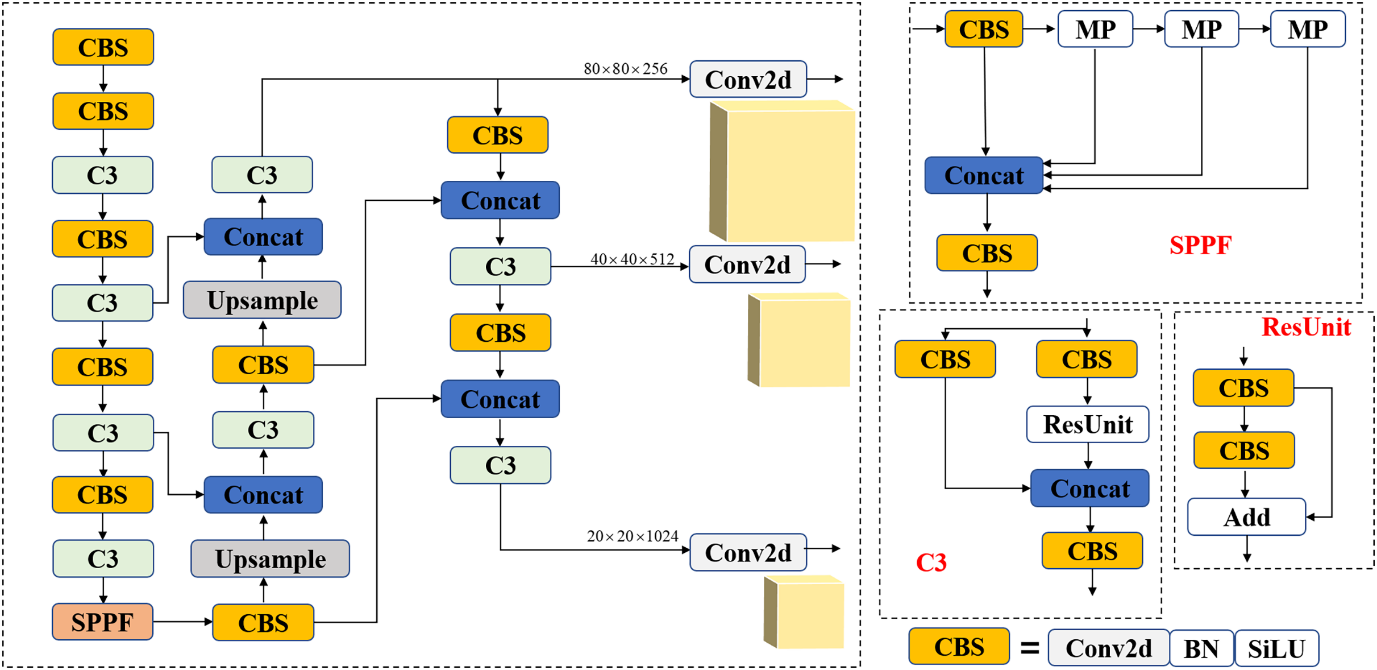 CBS
CBS
C3
CBS
C3
CBS
C3
CBS
C3
SPPF
C3
Concat
Upsample
CBS
C3
Concat
Upsample
CBS
80×80×256
Conv2d
CBS
Concat
C3
40×40×512
Conv2d
CBS
Concat
C3
20×20×1024
Conv2d
CBS MP MP MP
Concat
CBS
SPPF
CBS CBS
ResUnit
Concat
CBS
C3
ResUnit
CBS
CBS
Add
CBS = Conv2d BN SiLU